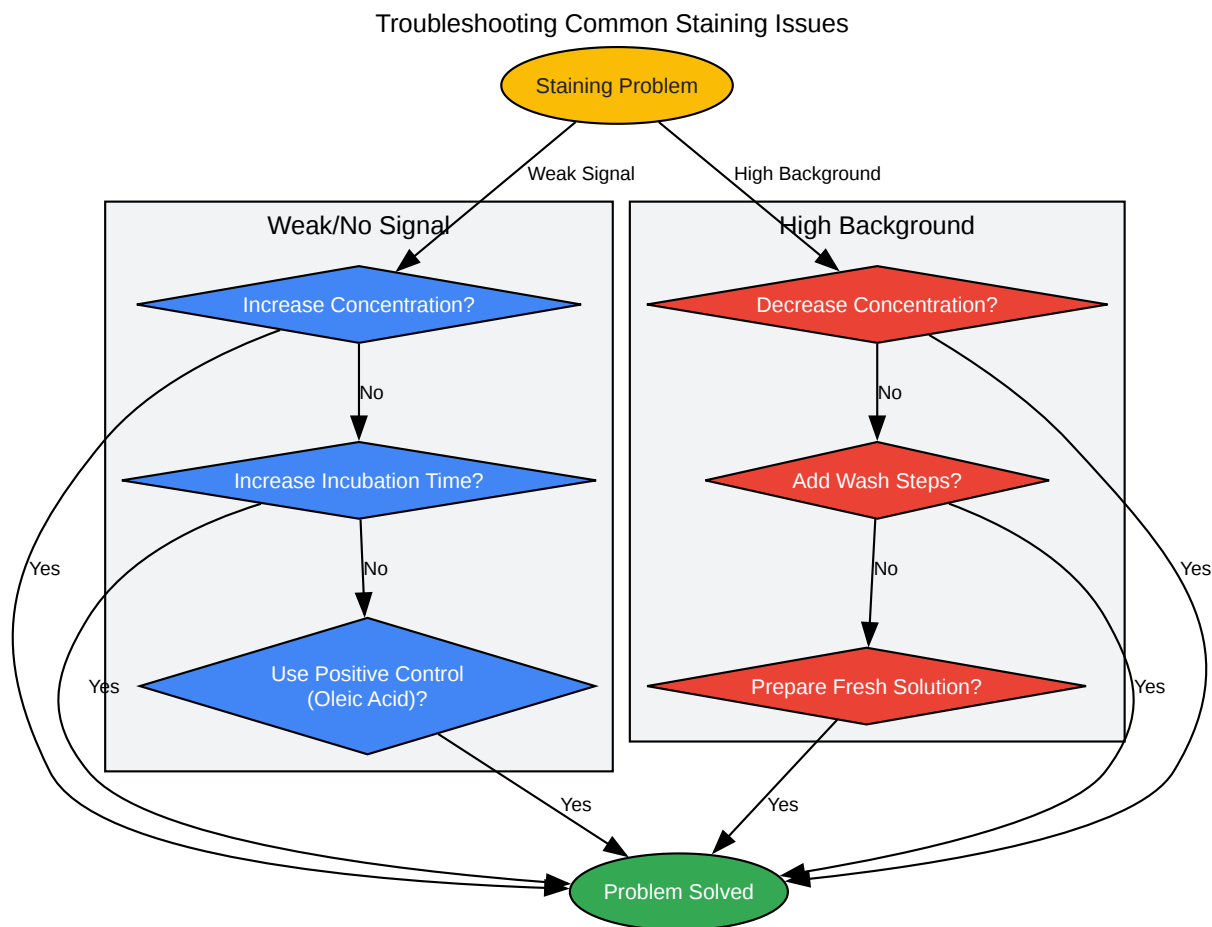 Troubleshooting Common Staining Issues
Staining Problem
Weak Signal
High Background
Weak/No Signal
High Background
Increase Concentration?
Decrease Concentration?
No
No
Increase Incubation Time?
Add Wash Steps?
Yes
No
No
Yes
Yes
Use Positive Control
(Oleic Acid)?
Prepare Fresh Solution?
Yes
Yes
Yes
Problem Solved